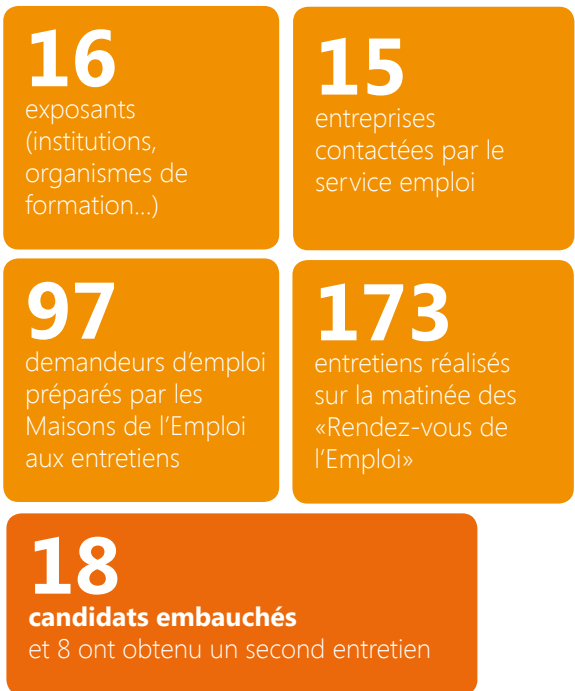 16
exposants
(institutions,
organismes de
formation...)
15
entreprises
contactées par le
service emploi
97
demandeurs d'emploi
préparés par les
Maisons de l'Emploi
aux entretiens
173
entretiens réalisés
sur la matinée des
«Rendez-vous de
l'Emploi»
18
candidats embauchés
et 8 ont obtenu un second entretien